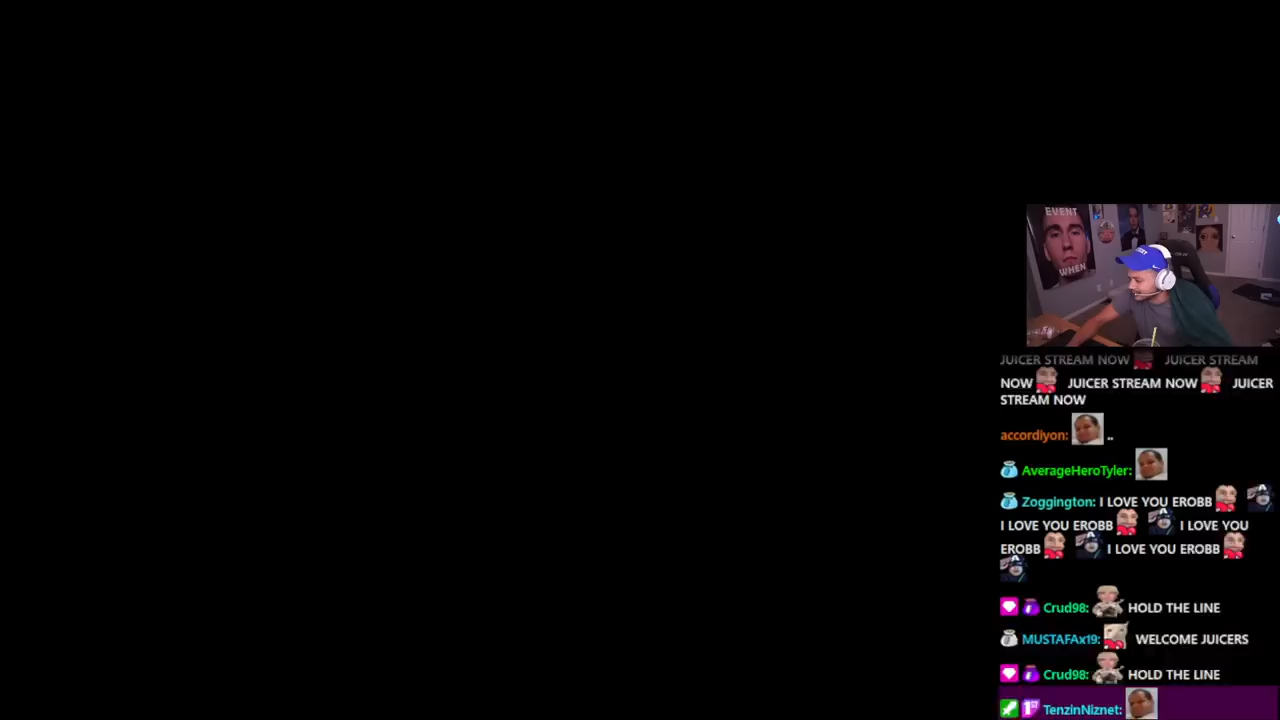 EVENT
WHEN
JUICER STREAM NOW JUICER STREAM
NOW JUICER STREAM NOW JUICER
STREAM NOW
accordiyon: ..
AverageHeroTyler:
Zoggington: I LOVE YOU EROBB
I LOVE YOU EROBB I LOVE YOU
EROBB I LOVE YOU EROBB
Crud98: HOLD THE LINE
MUSTAFAx19: WELCOME JUICERS
Crud98: HOLD THE LINE
TenzinNiznet: